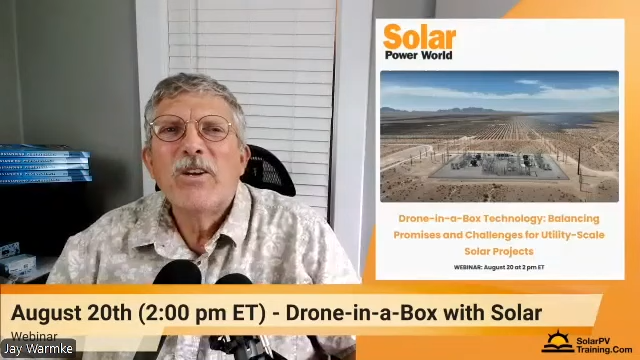 Solar
Power World
Drone-in-a-Box Technology: Balancing
Promises and Challenges for Utility-Scale
Solar Projects
WEBINAR: August 20 at 2 pm ET
August 20th (2:00 pm ET) - Drone-in-a-Box with Solar
Webinar
Jay Warmke
SolarPV
Training.Com